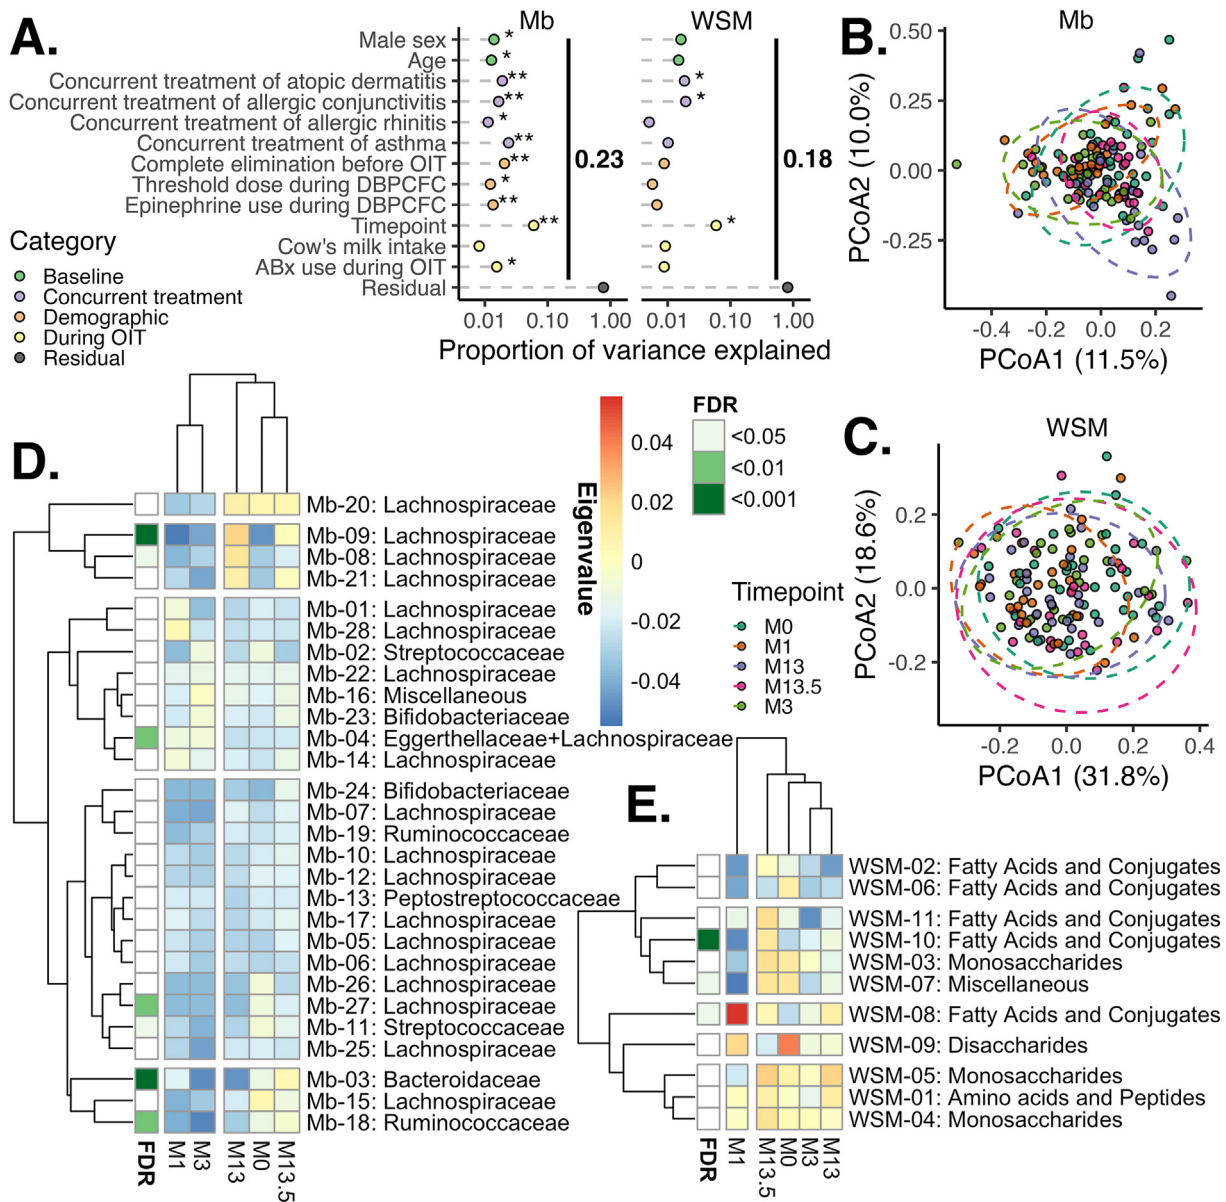 A.
Mb
WSM
Male sex
Age
Concurrent treatment of atopic dermatitis
Concurrent treatment of allergic conjunctivitis
Concurrent treatment of allergic rhinitis
Concurrent treatment of asthma
Complete elimination before OIT
Threshold dose during DBPCFC
Epinephrine use during DBPCFC
Timepoint
Cow's milk intake
ABx use during OIT
Residual
*
*
**
**
*
**
**
*
**
**
*
0.23
*
*
*
0.18
0.01 0.10 1.00
0.01 0.10 1.00
Proportion of variance explained
Category
Baseline
Concurrent treatment
Demographic
During OIT
Residual
B.
Mb
0.50
0.25
0.00
-0.25
PCoA2 (10.0%)
-0.4 -0.2 0.0 0.2
PCoA1 (11.5%)
C.
WSM
0.2
0.0
-0.2
PCoA2 (18.6%)
-0.2 0.0 0.2 0.4
PCoA1 (31.8%)
Timepoint
M0
M1
M13
M13.5
M3
Eigenvalue
0.04
0.02
0
-0.02
-0.04
FDR
<0.05
<0.01
<0.001
D.
Mb-20: Lachnospiraceae
Mb-09: Lachnospiraceae
Mb-08: Lachnospiraceae
Mb-21: Lachnospiraceae
Mb-01: Lachnospiraceae
Mb-28: Lachnospiraceae
Mb-02: Streptococcaceae
Mb-22: Lachnospiraceae
Mb-16: Miscellaneous
Mb-23: Bifidobacteriaceae
Mb-04: Eggerthellaceae+Lachnospiraceae
Mb-14: Lachnospiraceae
Mb-24: Bifidobacteriaceae
Mb-07: Lachnospiraceae
Mb-19: Ruminococcaceae
Mb-10: Lachnospiraceae
Mb-12: Lachnospiraceae
Mb-13: Peptostreptococcaceae
Mb-17: Lachnospiraceae
Mb-05: Lachnospiraceae
Mb-06: Lachnospiraceae
Mb-26: Lachnospiraceae
Mb-27: Lachnospiraceae
Mb-11: Streptococcaceae
Mb-25: Lachnospiraceae
Mb-03: Bacteroidaceae
Mb-15: Lachnospiraceae
Mb-18: Ruminococcaceae
FDR
M1
M3
M13
M0
M13.5
E.
WSM-02: Fatty Acids and Conjugates
WSM-06: Fatty Acids and Conjugates
WSM-11: Fatty Acids and Conjugates
WSM-10: Fatty Acids and Conjugates
WSM-03: Monosaccharides
WSM-07: Miscellaneous
WSM-08: Fatty Acids and Conjugates
WSM-09: Disaccharides
WSM-05: Monosaccharides
WSM-01: Amino acids and Peptides
WSM-04: Monosaccharides
FDR
M1
M13.5
M0
M3
M13